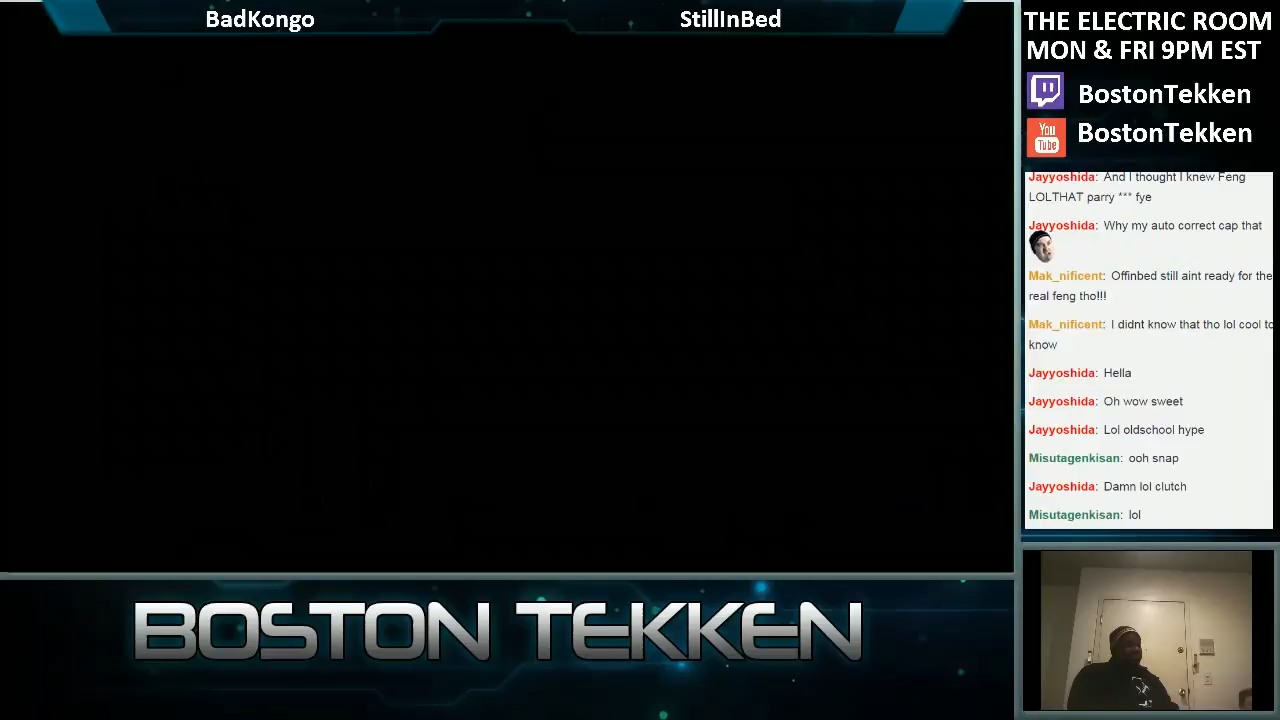 BadKongo
StillInBed
THE ELECTRIC ROOM
MON & FRI 9PM EST
BostonTekken
You
Tube
BostonTekken
Jayyoshida: And I thought I knew Feng
LOLTHAT parry *** fye
Jayyoshida: Why my auto correct cap that
Mak_nificent: Offinbed still aint ready for the
real feng tho!!!
Mak_nificent: I didnt know that tho lol cool to
know
Jayyoshida: Hella
Jayyoshida: Oh wow sweet
Jayyoshida: Lol oldschool hype
Misutagenkisan: ooh snap
Jayyoshida: Damn lol clutch
Misutagenkisan: lol
BOSTON TEKKEN